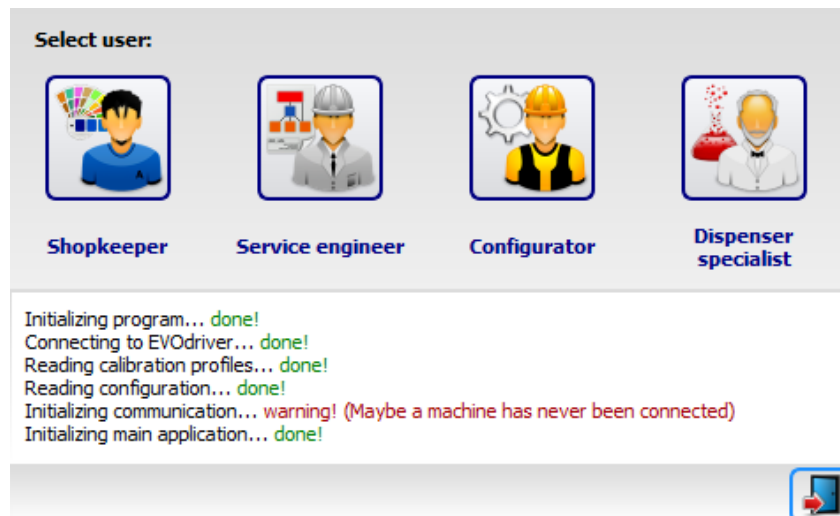 Select user:
Shopkeeper
Service engineer
Configurator
Dispenser
specialist
Initializing program... done!
Connecting to EVOdriver... done!
Reading calibration profiles... done!
Reading configuration... done!
Initializing communication... warning! (Maybe a machine has never been connected)
Initializing main application... done!